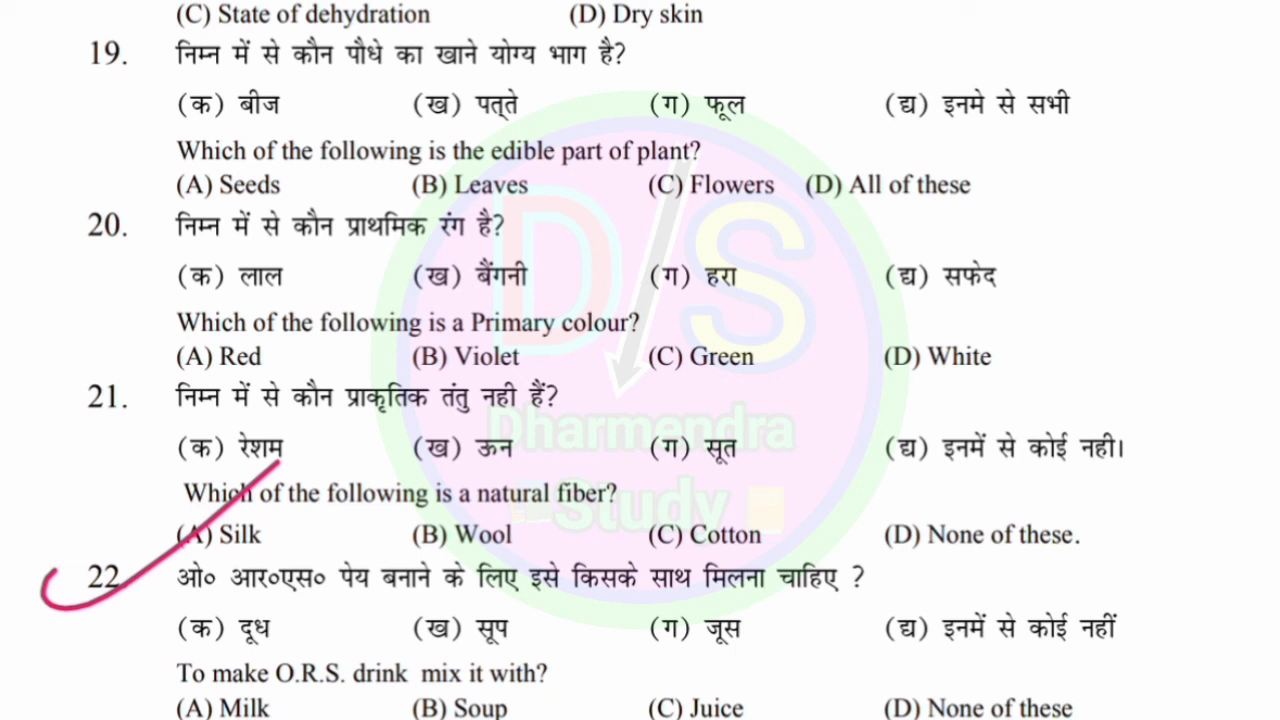 (C) State of dehydration (D) Dry skin
19. निम्न में से कौन पौधे का खाने योग्य भाग है?
(क) बीज (ख) पत्ते (ग) फूल (द्य) इनमे से सभी
Which of the following is the edible part of plant?
(A) Seeds (B) Leaves (C) Flowers (D) All of these
20. निम्न में से कौन प्राथमिक रंग है?
(क) लाल (ख) बैंगनी (ग) हरा (द्य) सफेद
Which of the following is a Primary colour?
(A) Red (B) Violet (C) Green (D) White
21. निम्न में से कौन प्राकृतिक तंतु नही हैं?
(क) रेशम (ख) ऊन (ग) सूत (द्य) इनमें से कोई नही।
Which of the following is a natural fiber?
(A) Silk (B) Wool (C) Cotton (D) None of these.
22 ओ० आर०एस० पेय बनाने के लिए इसे किसके साथ मिलना चाहिए ?
(क) दूध (ख) सूप (ग) जूस (द्य) इनमें से कोई नहीं
To make O.R.S. drink mix it with?
(A) Milk (B) Soup (C) Juice (D) None of these
D S
Dharmendra
Study